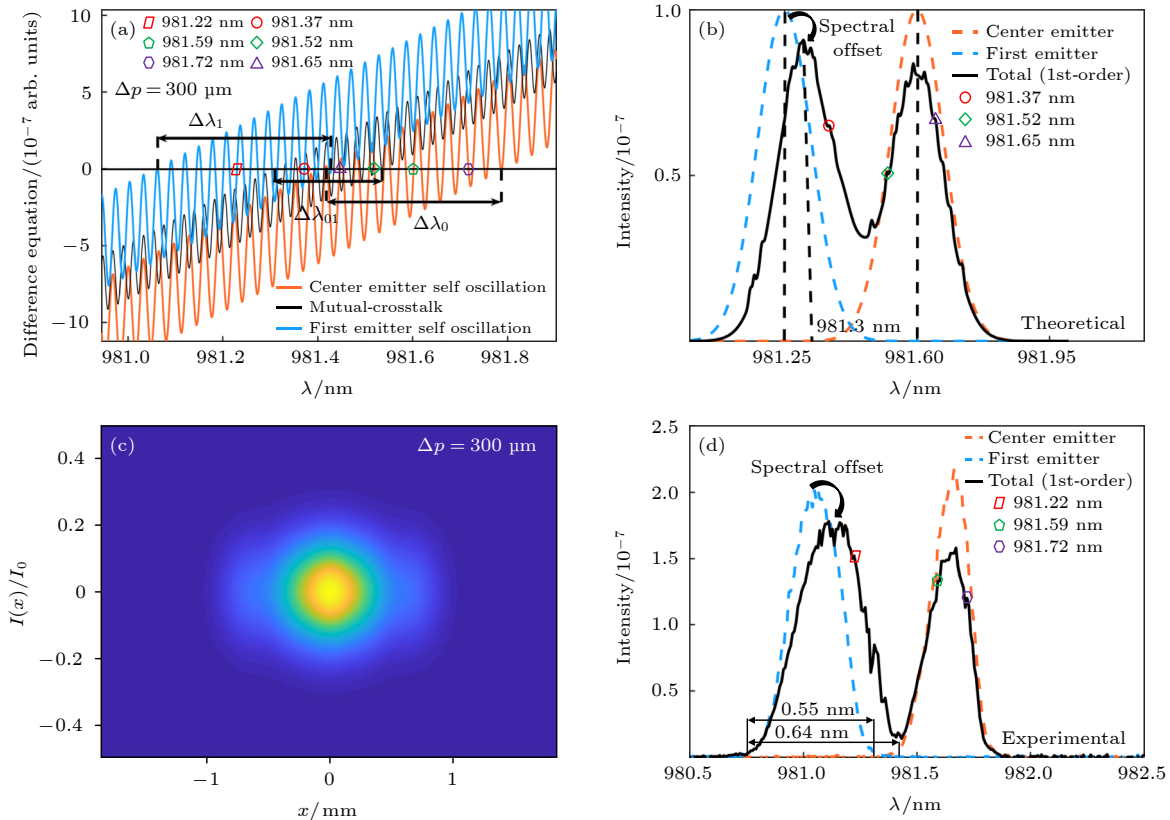 (a)
981.22 nm
981.37 nm
981.59 nm
981.52 nm
981.72 nm
981.65 nm
Δp = 300 µm
Δλ₁
Δλ₀₁
Δλ₀
Center emitter self oscillation
Mutual-crosstalk
First emitter self oscillation
10
5
0
−5
−10
Difference equation/(10⁻⁷ arb. units)
981.0
981.2
981.4
981.6
981.8
λ/nm
(b)
Spectral
offset
Center emitter
First emitter
Total (1st-order)
981.37 nm
981.52 nm
981.65 nm
981.3 nm
Theoretical
1.0
0.5
0
Intensity/10⁻⁷
981.25
981.60
981.95
λ/nm
(c)
Δp = 300 µm
0.4
0.2
0
−0.2
−0.4
I(x)/I₀
−1
0
1
x/mm
(d)
Spectral offset
Center emitter
First emitter
Total (1st-order)
981.22 nm
981.59 nm
981.72 nm
0.55 nm
0.64 nm
Experimental
2.5
2.0
1.5
1.0
0.5
0
Intensity/10⁻⁷
980.5
981.0
981.5
982.0
982.5
λ/nm